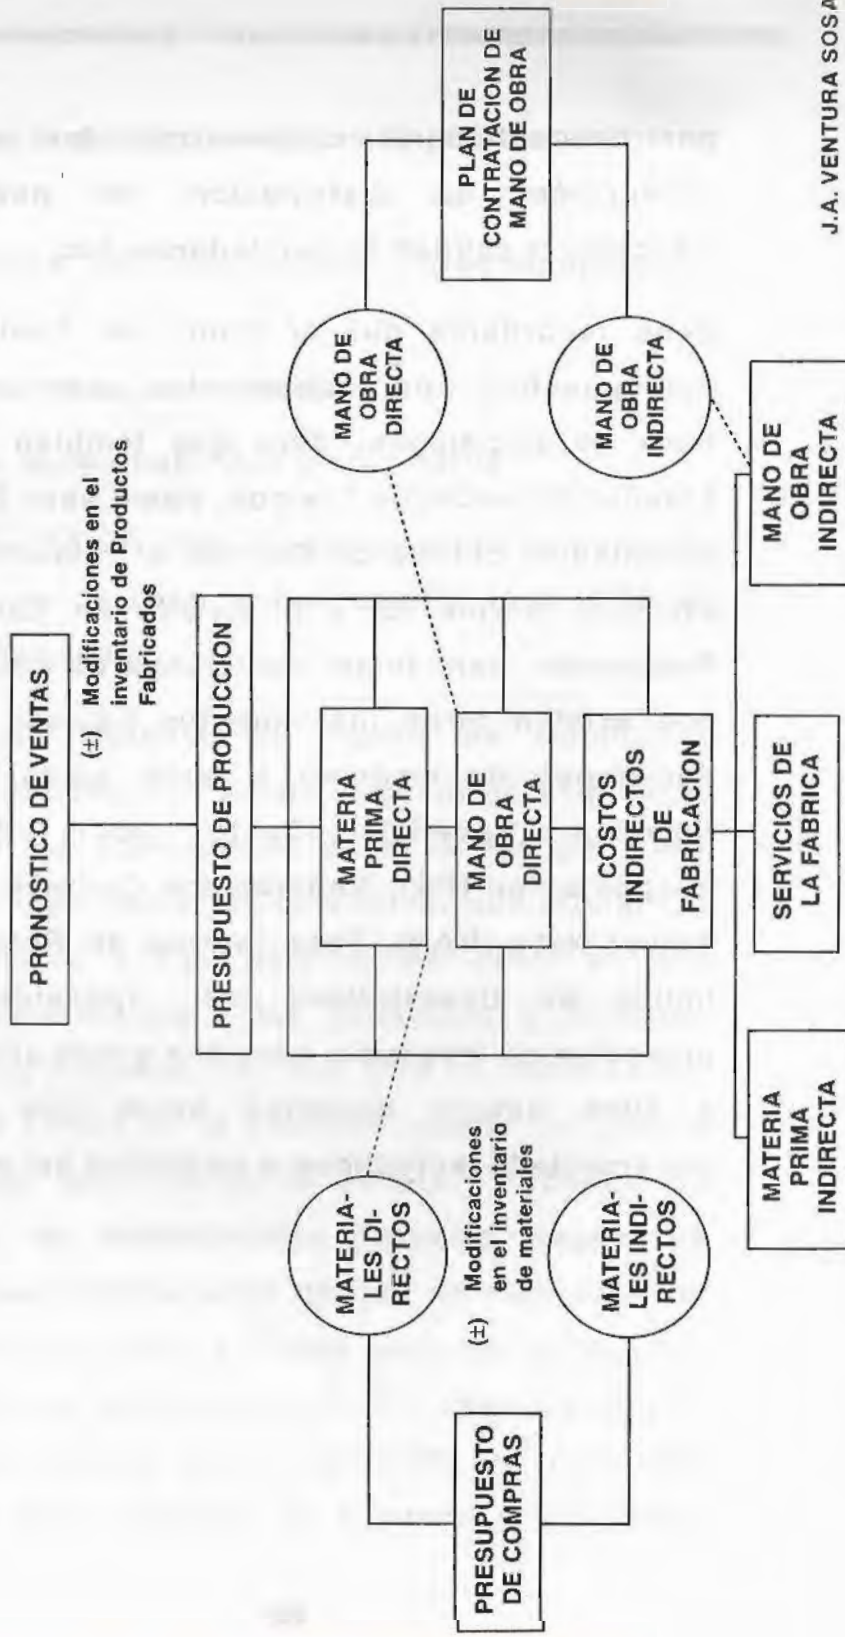 PRONOSTICO DE VENTAS
(±) Modificaciones en el
inventario de Productos
Fabricados
PRESUPUESTO DE PRODUCCION
MATERIA
PRIMA
DIRECTA
MANO DE
OBRA
DIRECTA
COSTOS
INDIRECTOS
DE
FABRICACION
MATERIA-
LES DI-
RECTOS
(±) Modificaciones
en el inventario
de materiales
MATERIA-
LES INDI-
RECTOS
PRESUPUESTO
DE COMPRAS
MANO DE
OBRA
DIRECTA
MANO DE
OBRA
INDIRECTA
PLAN DE
CONTRATACION DE
MANO DE OBRA
MATERIA
PRIMA
INDIRECTA
SERVICIOS DE
LA FABRICA
MANO DE
OBRA
INDIRECTA
J.A. VENTURA SOSA